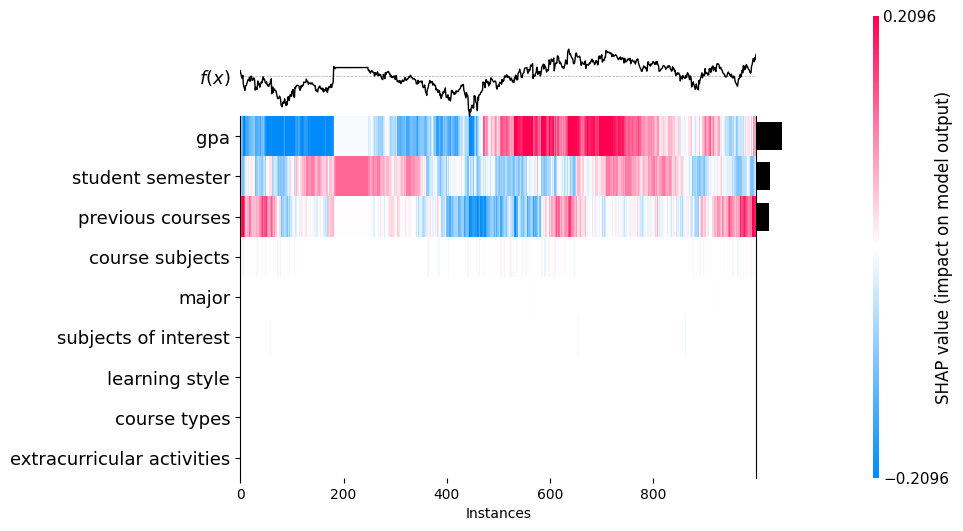 0.2096
f(x)
gpa
student semester
previous courses
course subjects
major
subjects of interest
learning style
course types
extracurricular activities
SHAP value (impact on model output)
−0.2096
0 200 400 600 800
Instances